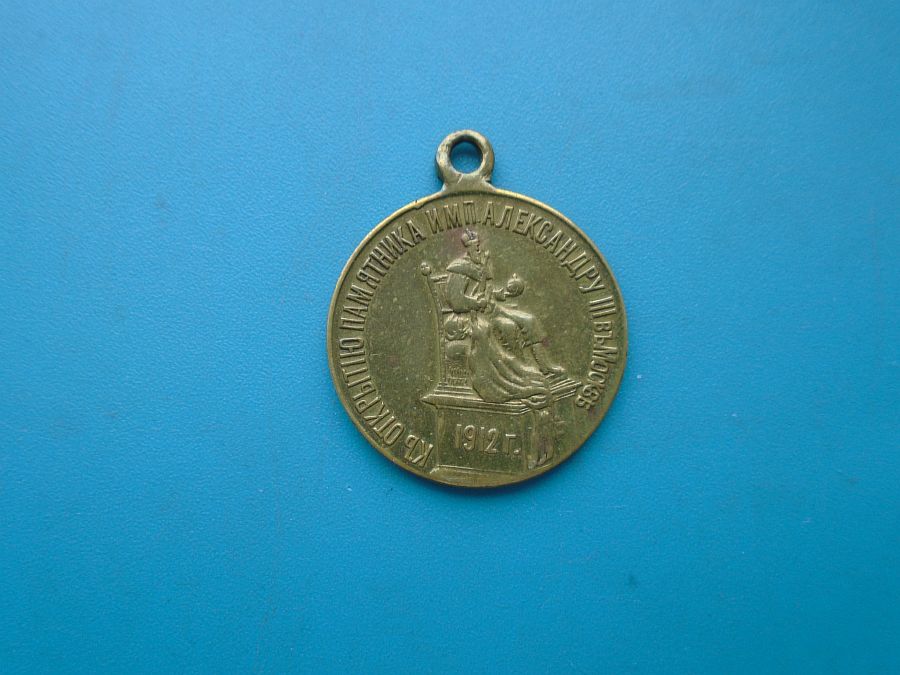 КЪ ОТКРЫТIЮ ПАМЯТНИКА ИМП. АЛЕКСАНДРУ III въ МОСКВѢ
1912 Г.